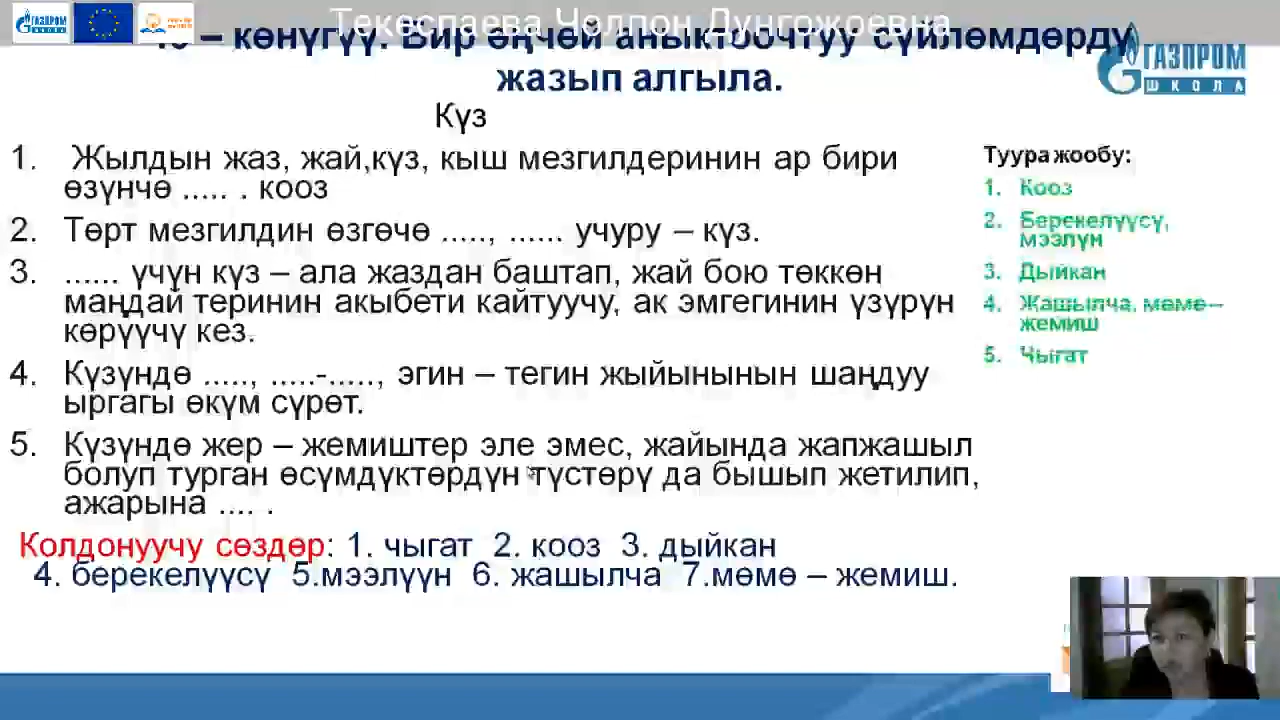 Текеспаева Чолпон Дунгожоевна
– көнүгүү. Бир өңчөй аныктоочтуу сүйлөмдөрдү
жазып алгыла.
ГАЗПРОМ
ШКОЛА
Күз
1. Жылдын жаз, жай,күз, кыш мезгилдеринин ар бири
өзүнчө ..... . кооз
2. Төрт мезгилдин өзгөчө ....., ...... учуру – күз.
3. ...... үчүн күз – ала жаздан баштап, жай бою төккөн
маңдай теринин акыбети кайтуучу, ак эмгегинин үзүрүн
көрүүчү кез.
4. Күзүндө ....., .....-....., эгин – тегин жыйынынын шаңдуу
ыргагы өкүм сүрөт.
5. Күзүндө жер – жемиштер эле эмес, жайында жапжашыл
болуп турган өсүмдүктөрдүн түстөрү да бышып жетилип,
ажарына .... .
Колдонуучу сөздөр: 1. чыгат 2. кооз 3. дыйкан
4. берекелүүсү 5.мээлүүн 6. жашылча 7.мөмө – жемиш.
Туура жообу:
1. Кооз
2. Берекелүүсү,
мээлүн
3. Дыйкан
4. Жашылча, мөмө–
жемиш
5. Чыгат